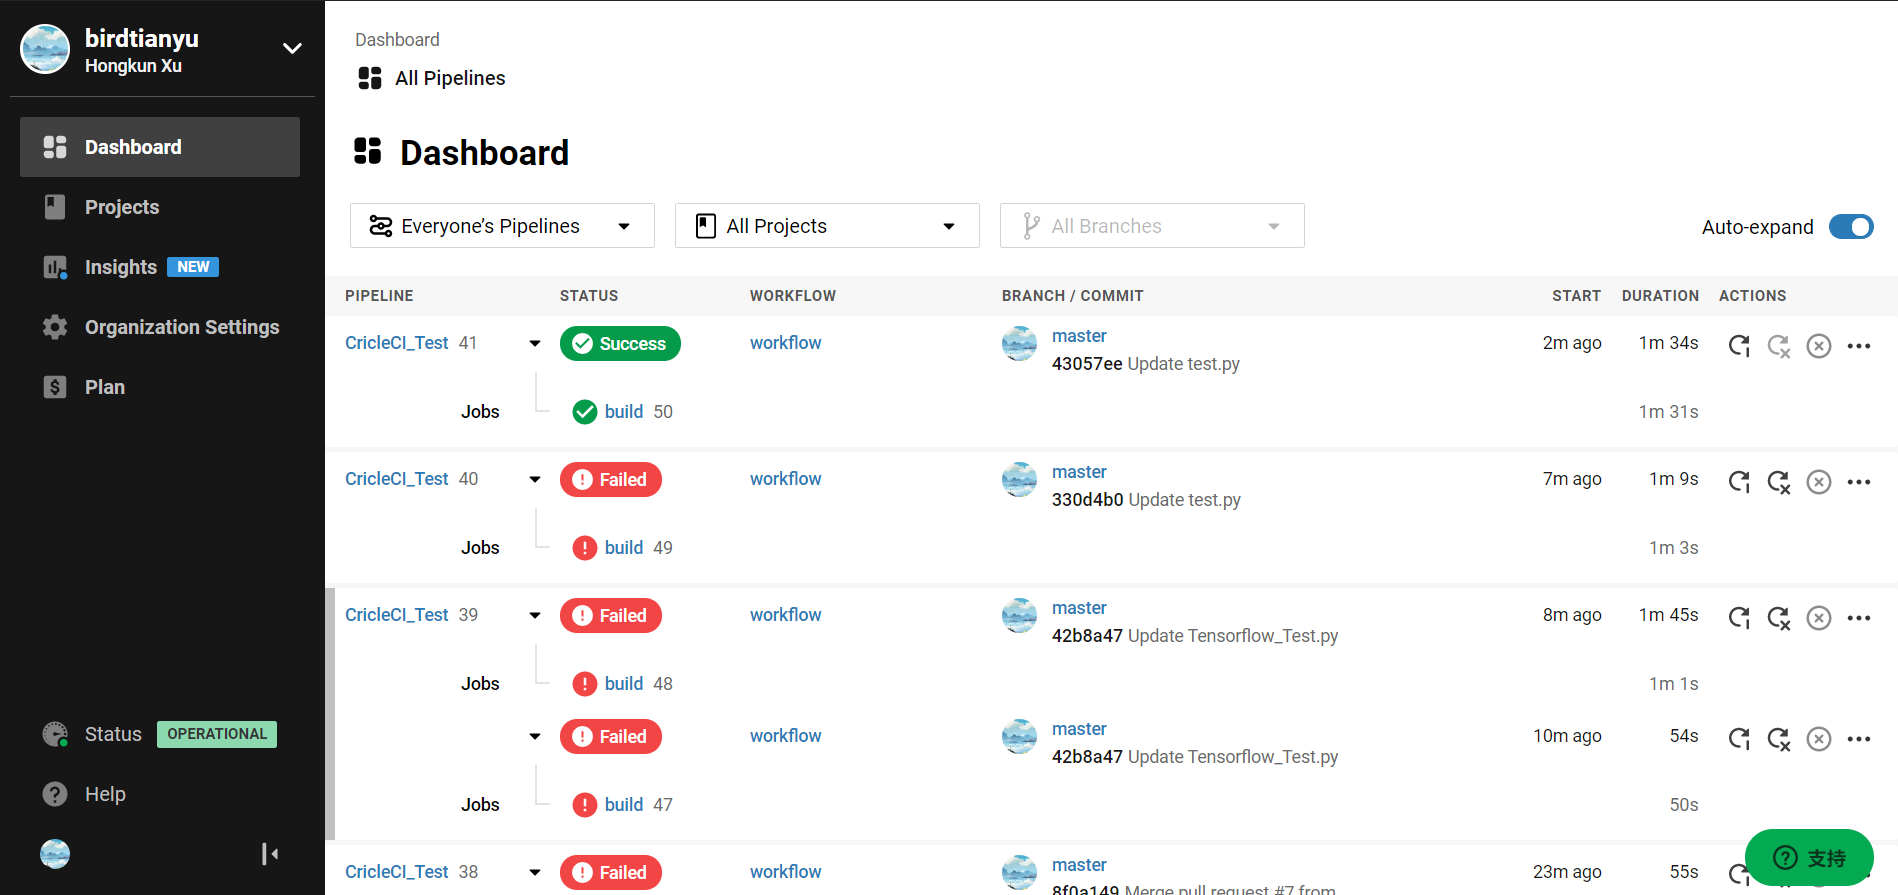 birdtianyu
Hongkun Xu
Dashboard
Projects
Insights NEW
Organization Settings
Plan
Status OPERATIONAL
Help
Dashboard
All Pipelines
Dashboard
Everyone’s Pipelines All Projects All Branches Auto-expand
PIPELINE STATUS WORKFLOW BRANCH / COMMIT START DURATION ACTIONS
CricleCI_Test 41 Success workflow master 2m ago 1m 34s
43057ee Update test.py
Jobs build 50 1m 31s
CricleCI_Test 40 Failed workflow master 7m ago 1m 9s
330d4b0 Update test.py
Jobs build 49 1m 3s
CricleCI_Test 39 Failed workflow master 8m ago 1m 45s
42b8a47 Update Tensorflow_Test.py
Jobs build 48 1m 1s
Failed workflow master 10m ago 54s
42b8a47 Update Tensorflow_Test.py
Jobs build 47 50s
CricleCI_Test 38 Failed workflow master 23m ago 55s
8f0a149 Merge pull request #7 from
支持